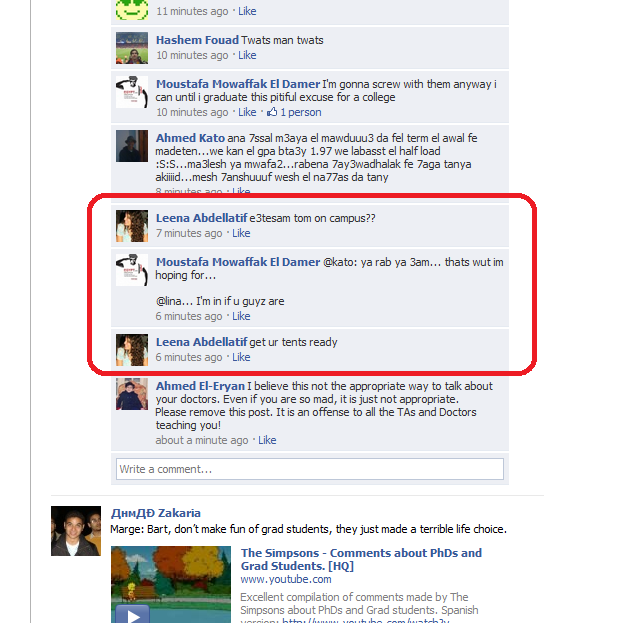 11 minutes ago · Like
Hashem Fouad Twats man twats
10 minutes ago · Like
Moustafa Mowaffak El Damer I'm gonna screw with them anyway i
can until i graduate this pitiful excuse for a college
10 minutes ago · Like · 1 person
Ahmed Kato ana 7ssal m3aya el mawduuu3 da fel term el awal fe
madeten...we kan el gpa bta3y 1.97 we labasst el half load
:S:S...ma3lesh ya mwafa2...rabena 7ay3wadhalak fe 7aga tanya
akiiiid...mesh 7anshuuuf wesh el na77as da tany
8 minutes ago · Like
Leena Abdellatif e3tesam tom on campus??
7 minutes ago · Like
Moustafa Mowaffak El Damer @kato: ya rab ya 3am... thats wut im
hoping for...
@lina... I'm in if u guyz are
6 minutes ago · Like
Leena Abdellatif get ur tents ready
6 minutes ago · Like
Ahmed El-Eryan I believe this not the appropriate way to talk about
your doctors. Even if you are so mad, it is just not appropriate.
Please remove this post. It is an offense to all the TAs and Doctors
teaching you!
about a minute ago · Like
Write a comment...
ДнмДĐ Zakaria
Marge: Bart, don't make fun of grad students, they just made a terrible life choice.
The Simpsons - Comments about PhDs and
Grad Students. [HQ]
www.youtube.com
Excellent compilation of comments made by The
Simpsons about PhDs and Grad students. Spanish
version: http://www.youtube.com/watch?v